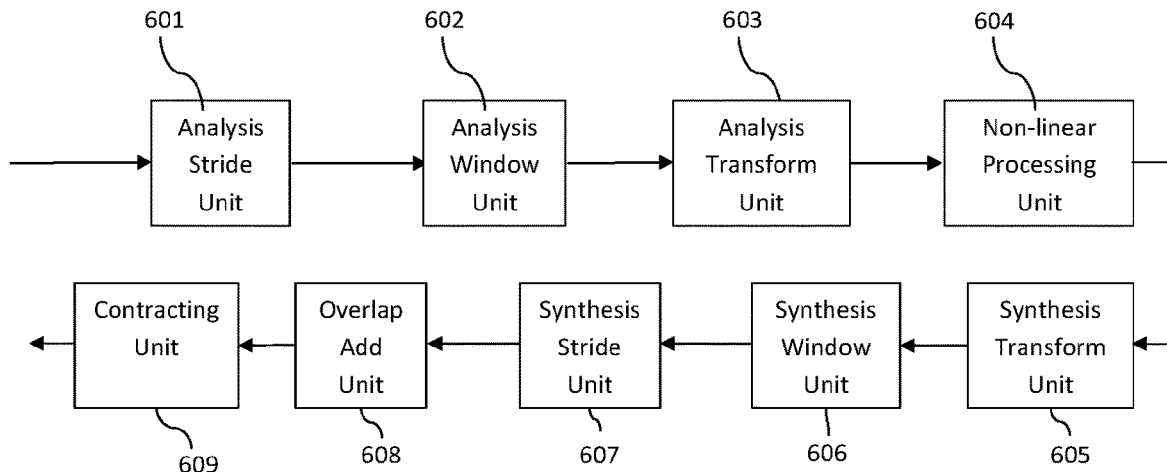 601
602
603
604
Analysis
Stride
Unit
Analysis
Window
Unit
Analysis
Transform
Unit
Non-linear
Processing
Unit
Contracting
Unit
Overlap
Add
Unit
Synthesis
Stride
Unit
Synthesis
Window
Unit
Synthesis
Transform
Unit
609
608
607
606
605